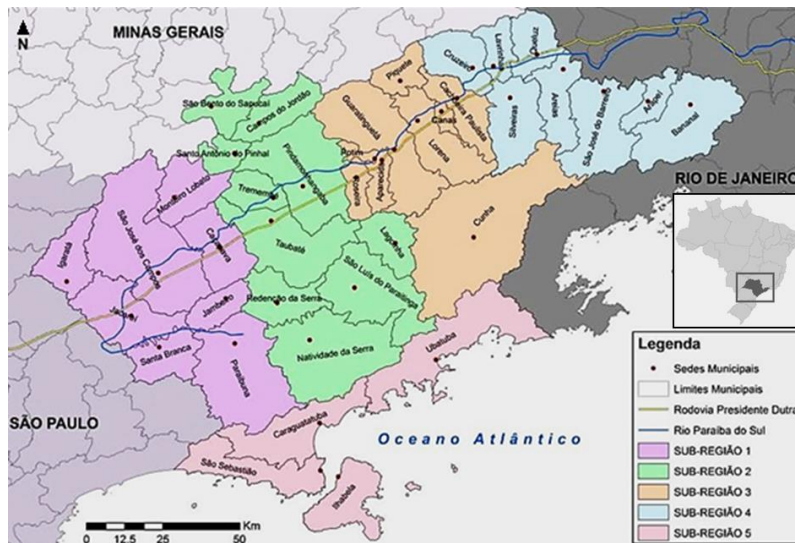 N
MINAS GERAIS
São Bento do Sapucaí
Campos do Jordão
Santo Antônio do Pinhal
Pindamonhangaba
Tremembé
Taubaté
Lagoinha
São Luís do Paraitinga
Redenção da Serra
Natividade da Serra
Monteiro Lobato
São José dos Campos
Caçapava
Igaratá
Jacareí
Jambeiro
Santa Branca
Paraibuna
Piquete
Guaratinguetá
Cachoeira Paulista
Canas
Potim
Lorena
Roseira
Aparecida
Cunha
Cruzeiro
Lavrinhas
Queluz
Silveiras
Areias
São José do Barreiro
Arapeí
Bananal
RIO DE JANEIRO
Ubatuba
Caraguatatuba
São Sebastião
Ilhabela
SÃO PAULO
Oceano Atlântico
0 12.5 25 50
Km
Legenda
Sedes Municipais
Limites Municipais
Rodovia Presidente Dutra
Rio Paraíba do Sul
SUB-REGIÃO 1
SUB-REGIÃO 2
SUB-REGIÃO 3
SUB-REGIÃO 4
SUB-REGIÃO 5